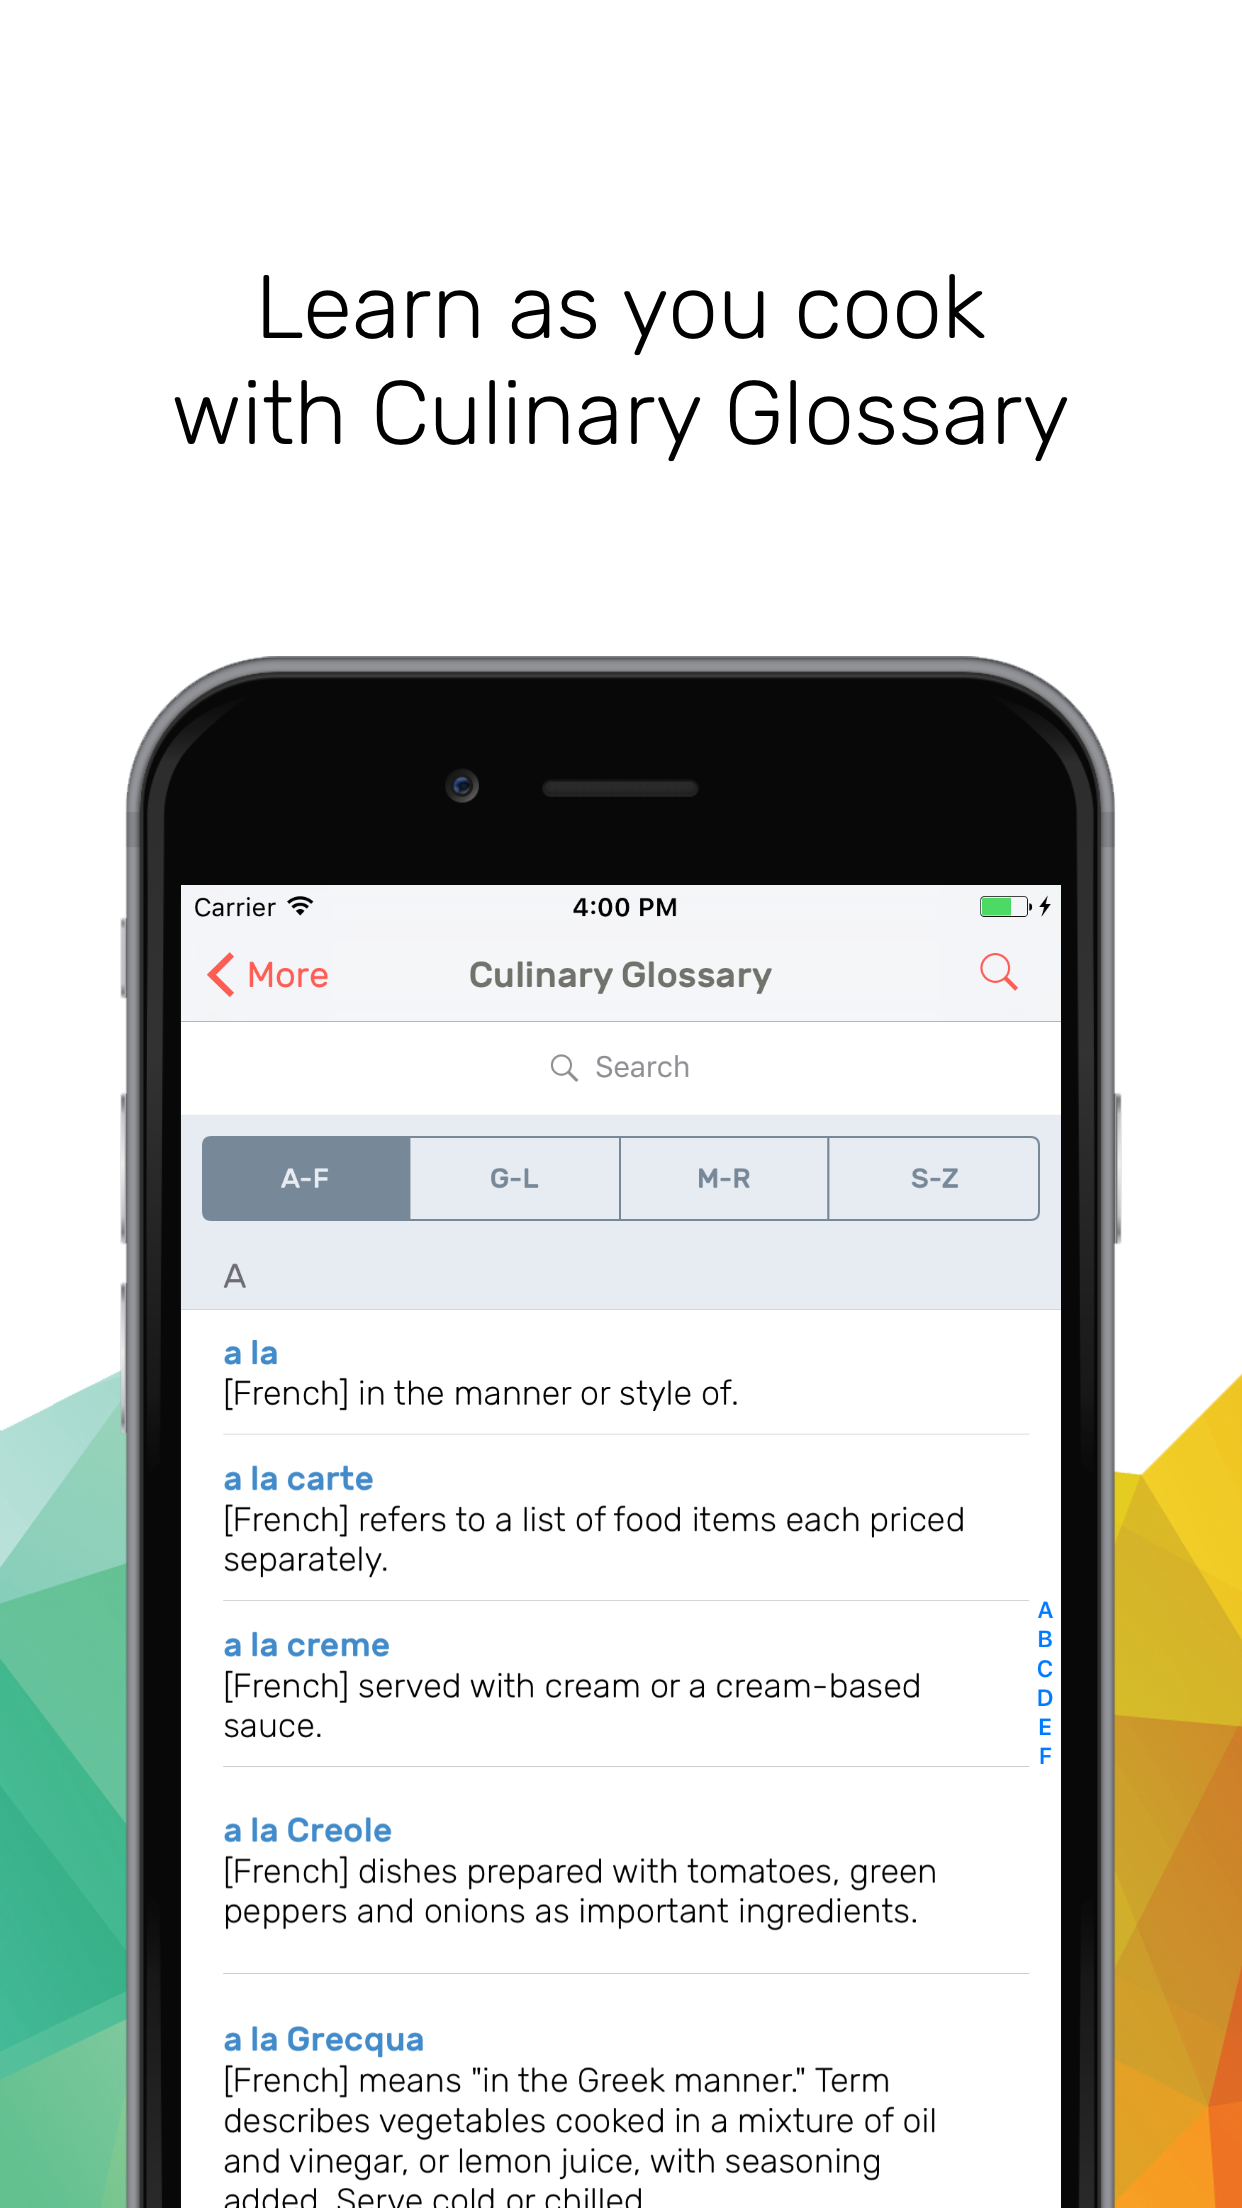 Learn as you cook
with Culinary Glossary
Carrier 4:00 PM
More Culinary Glossary
Search
A-F G-L M-R S-Z
A
a la
[French] in the manner or style of.
a la carte
[French] refers to a list of food items each priced
separately.
a la creme
[French] served with cream or a cream-based
sauce.
A
B
C
D
E
F
a la Creole
[French] dishes prepared with tomatoes, green
peppers and onions as important ingredients.
a la Grecqua
[French] means "in the Greek manner." Term
describes vegetables cooked in a mixture of oil
and vinegar, or lemon juice, with seasoning
added. Serve cold or chilled